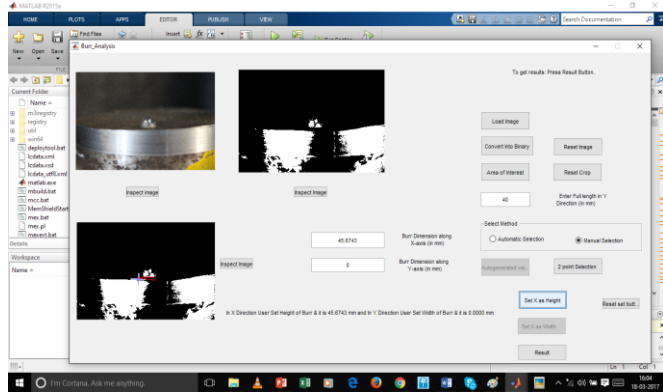 MATLAB R2015a
HOME
PLOTS
APPS
EDITOR
PUBLISH
VIEW
Search Documentation
New
Open
Save
Find Files
Insert
FILE
Burr_Analysis
Current Folder
Name
m3iregistry
registry
util
win64
deploytool.bat
lcdata.xml
lcdata.xsd
lcdata_utf8.xml
matlab.exe
mbuild.bat
mcc.bat
MemShieldStart
mex.bat
mex.pl
mexext.bat
Details
Workspace
Name
To get results: Press Result Button.
Load Image
Convert into Binary
Reset Image
Area of Interest
Reset Crop
Inspect image
Inspect Image
40
Enter Full length in Y
Direction (in mm)
Select Method
Automatic Selection
Manual Selection
45.6743
Burr Dimension along
X-axis (in mm)
Inspect Image
0
Burr Dimension along
Y-axis (in mm)
Autogenerated val..
2 point Selection
Set X as Height
Reset set butt...
In X Direction User Set Height of Burr & it is 45.6743 mm and In Y Direction User Set Width of Burr & it is 0.0000 mm
Set X as Width
Result
Ln 1 Col 1
I'm Cortana. Ask me anything.
16:04
18-03-2017